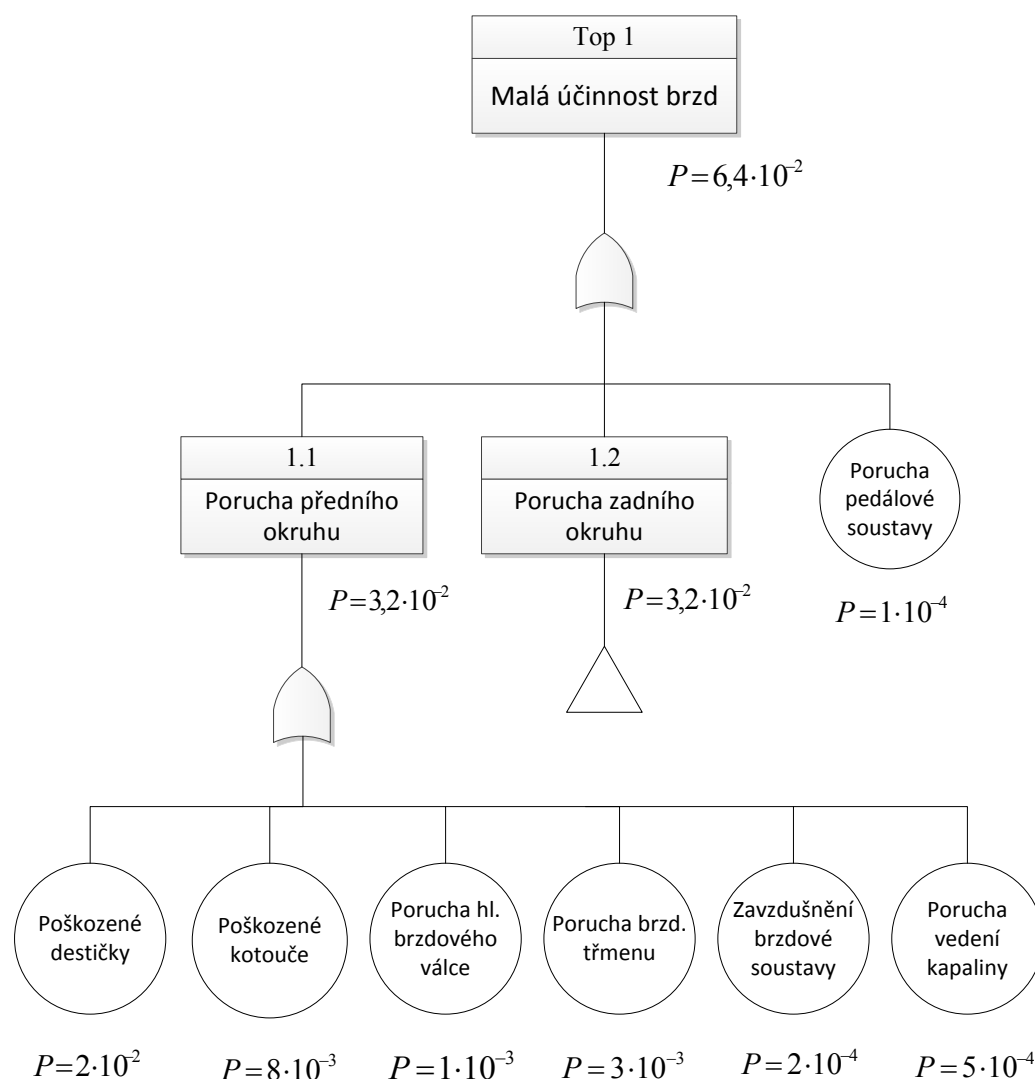 Top 1
Malá účinnost brzd
P=6,4·10⁻²
1.1
Porucha předního
okruhu
P=3,2·10⁻²
1.2
Porucha zadního
okruhu
P=3,2·10⁻²
Porucha
pedálové
soustavy
P=1·10⁻⁴
Poškozené
destičky
P=2·10⁻²
Poškozené
kotouče
P=8·10⁻³
Porucha hl.
brzdového
válce
P=1·10⁻³
Porucha brzd.
třmenu
P=3·10⁻³
Zavzdušnění
brzdové
soustavy
P=2·10⁻⁴
Porucha
vedení
kapaliny
P=5·10⁻⁴